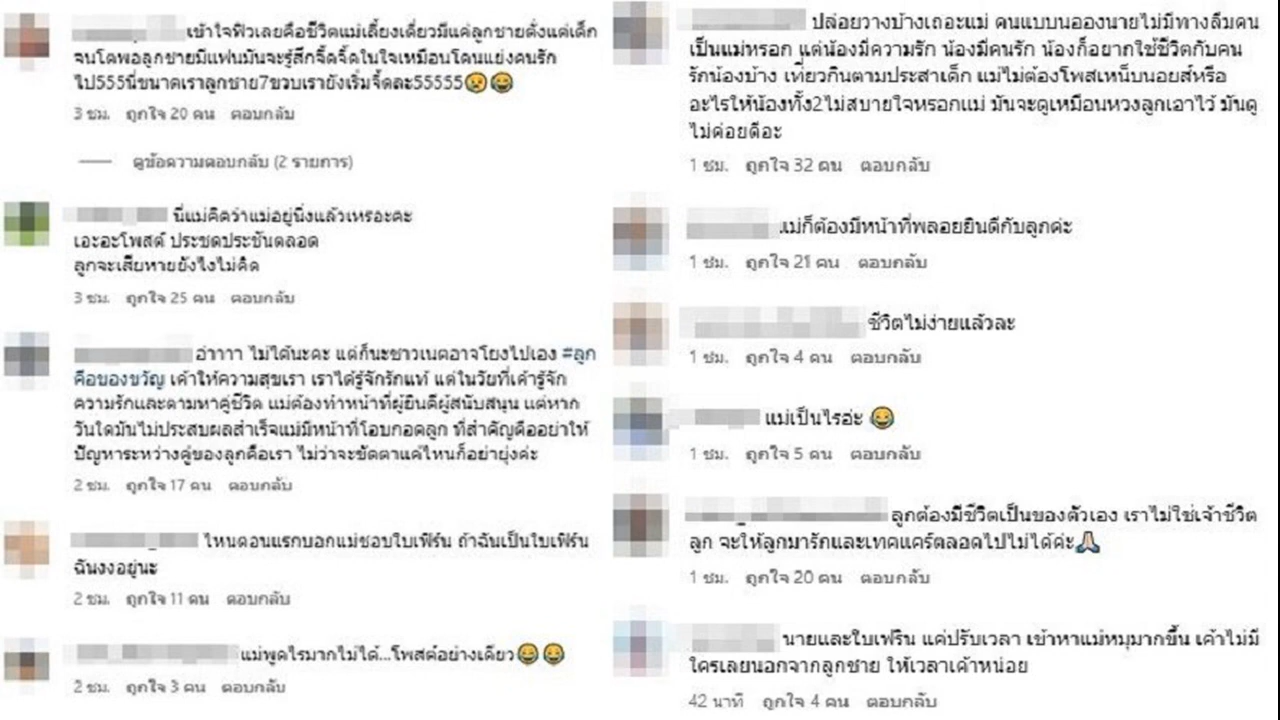 เข้าใจฟิวเลยคือชีวิตแม่เลี้ยงเดี่ยวมีแค่ลูกชายตั้งแต่เด็ก
จนโตพอลูกชายมีแฟนมันจะรู้สึกจี๊ดจี๊ดในใจเหมือนโดนแย่งคนรัก
ไป555นี่ขนาดเราลูกชาย7ขวบเรายังเริ่มจี้ดละ55555😢😂
3 ชม. ถูกใจ 20 คน ตอบกลับ
ดูข้อความตอบกลับ (2 รายการ)
นี่แม่คิดว่าแม่อยู่นิ่งแล้วเหรอะคะ
เอะอะโพสต์ ประชดประชันตลอด
ลูกจะเสียหายยังไงไม่คิด
3 ชม. ถูกใจ 25 คน ตอบกลับ
อ๋าาาา ไม่ได้นะคะ แต่ก็นะชาวเนตอาจโยงไปเอง #ลูก
คือของขวัญ เค้าให้ความสุขเรา เราได้รู้จักรักแท้ แต่ในวัยที่เค้ารู้จัก
ความรักและตามหาคู่ชีวิต แม่ต้องทำหน้าที่ผู้ยินดีผู้สนับสนุน แต่หาก
วันใดมันไม่ประสบผลสำเร็จแม่มีหน้าที่โอบกอดลูก ที่สำคัญคืออย่าให้
ปัญหาระหว่างคู่ของลูกคือเรา ไม่ว่าจะขัดตาแค่ไหนก็อย่ายุ่งค่ะ
2 ชม. ถูกใจ 17 คน ตอบกลับ
ไหนตอนแรกบอกแม่ชอบใบเฟิร์น ถ้าฉันเป็นใบเฟิร์น
ฉันงงอยู่นะ
2 ชม. ถูกใจ 11 คน ตอบกลับ
แม่พูดไรมากไม่ได้...โพสต์อย่างเดียว😂😂
2 ชม. ถูกใจ 3 คน ตอบกลับ
ปล่อยวางบ้างเถอะแม่ คนแบบนอองนายไม่มีทางลืมคน
เป็นแม่หรอก แต่น้องมีความรัก น้องมีคนรัก น้องก็อยากใช้ชีวิตกับคน
รักน้องบ้าง เที่ยวกินตามประสาเด็ก แม่ไม่ต้องโพสเหน็บนอยส์หรือ
อะไรให้น้องทั้ง2ไม่สบายใจหรอกแม่ มันจะดูเหมือนหวงลูกเอาไว้ มันดู
ไม่ค่อยดีอะ
1 ชม. ถูกใจ 32 คน ตอบกลับ
แม่ก็ต้องมีหน้าที่พลอยยินดีกับลูกค่ะ
1 ชม. ถูกใจ 21 คน ตอบกลับ
ชีวิตไม่ง่ายแล้วละ
1 ชม. ถูกใจ 4 คน ตอบกลับ
แม่เป็นไรอ่ะ 😂
1 ชม. ถูกใจ 5 คน ตอบกลับ
ลูกต้องมีชีวิตเป็นของตัวเอง เราไม่ใช่เจ้าชีวิต
ลูก จะให้ลูกมารักและเทคแคร์ตลอดไปไม่ได้ค่ะ🙏
1 ชม. ถูกใจ 20 คน ตอบกลับ
นายและใบเฟริน แค่ปรับเวลา เข้าหาแม่หมุมากขึ้น เค้าไม่มี
ใครเลยนอกจากลูกชาย ให้เวลาเค้าหน่อย
42 นาที ถูกใจ 4 คน ตอบกลับ